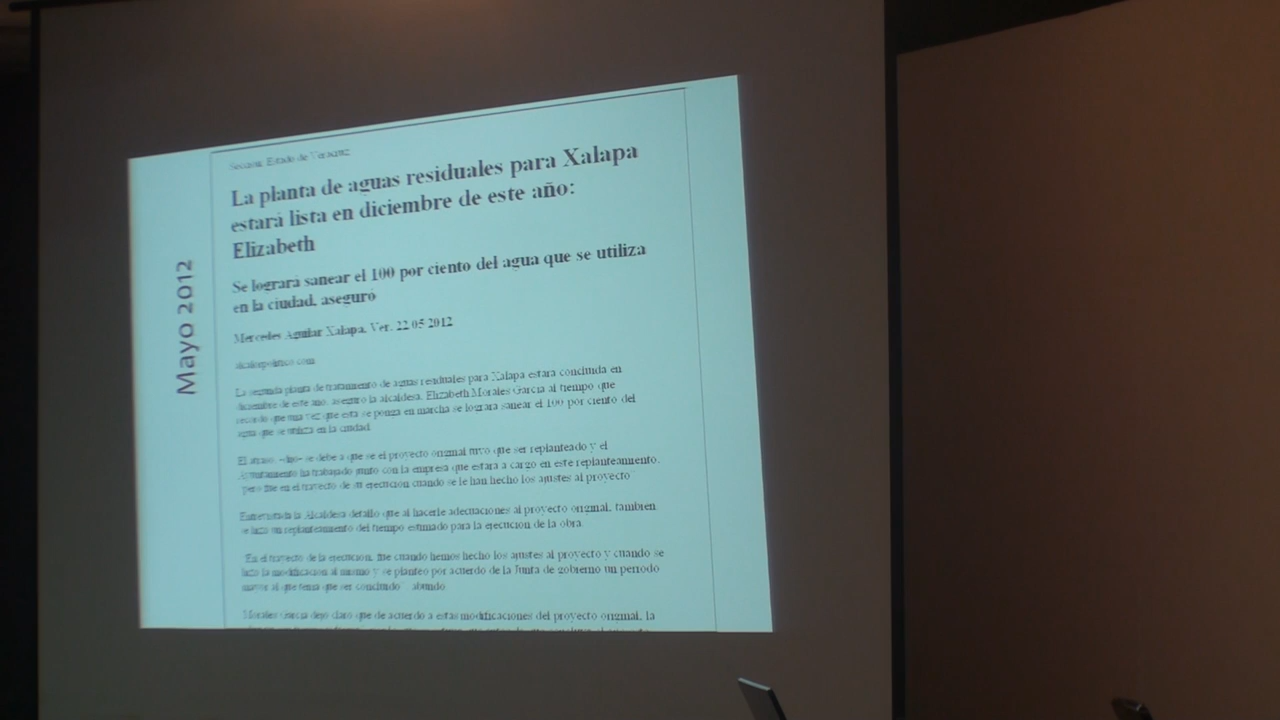 Mayo 2012
Sección: Estado de Veracruz
La planta de aguas residuales para Xalapa
estará lista en diciembre de este año:
Elizabeth
Se logrará sanear el 100 por ciento del agua que se utiliza
en la ciudad, aseguró
Mercedes Aguilar Xalapa, Ver. 22/05/2012
alcalorpolitico.com
La segunda planta de tratamiento de aguas residuales para Xalapa estará concluida en
diciembre de este año, aseguró la alcaldesa, Elizabeth Morales García al tiempo que
recordó que una vez que esta se ponga en marcha se logrará sanear el 100 por ciento del
agua que se utiliza en la ciudad.
El atraso, -dijo- se debe a que se el proyecto original tuvo que ser replanteado y el
Ayuntamiento ha trabajado junto con la empresa que estará a cargo en este replanteamiento,
pero fue en el trayecto de su ejecución cuando se le han hecho los ajustes al proyecto
Entrevistada la Alcaldesa detalló que al hacerle adecuaciones al proyecto original, también
se hizo un replanteamiento del tiempo estimado para la ejecución de la obra.
"En el trayecto de la ejecución, fue cuando hemos hecho los ajustes al proyecto y cuando se
hizo la modificación al mismo y se planteó por acuerdo de la Junta de gobierno un periodo
mayor al que tenía que ser concluido", abundó
Morales García dejó claro que de acuerdo a estas modificaciones del proyecto original, la